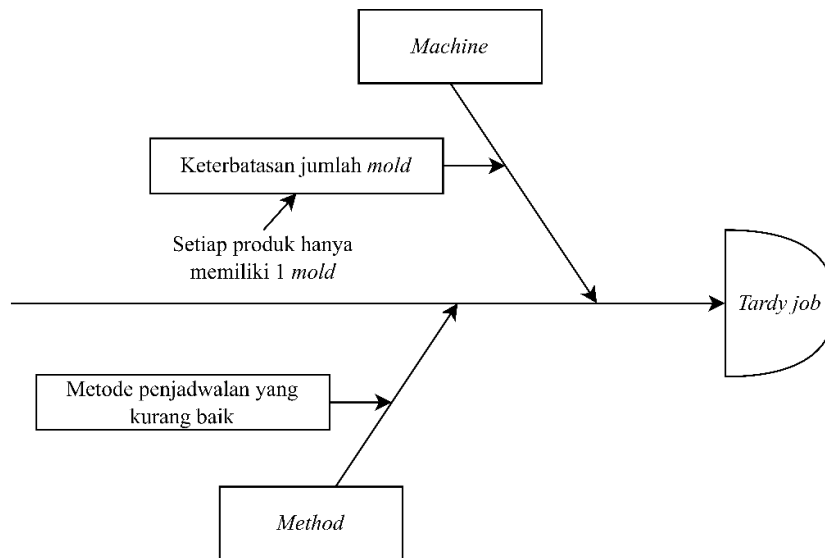 Machine
Keterbatasan jumlah mold
Setiap produk hanya
memiliki 1 mold
Tardy job
Metode penjadwalan yang
kurang baik
Method